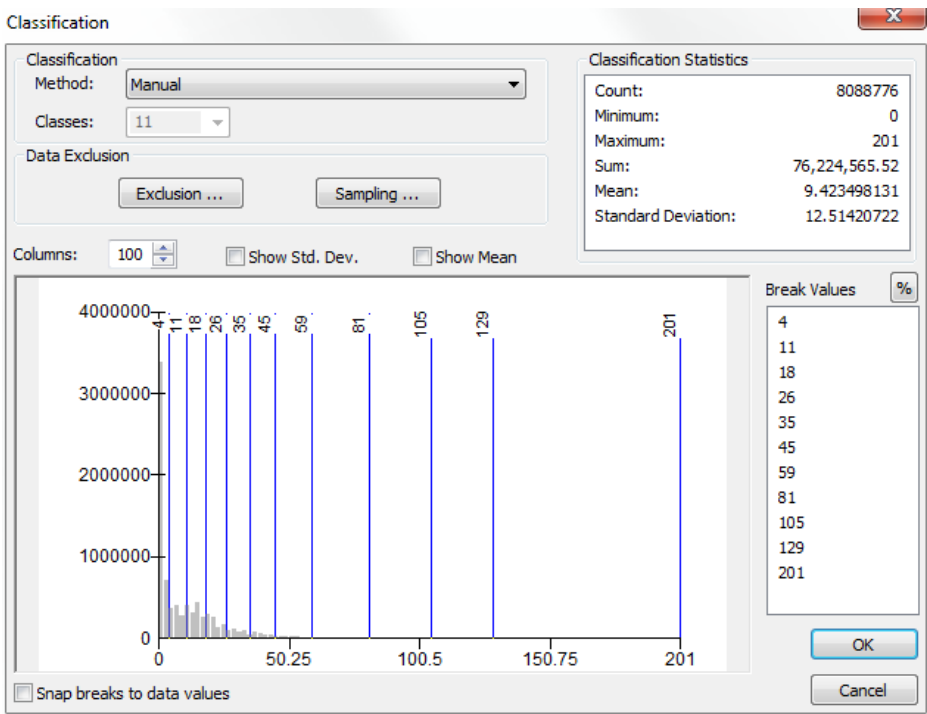 Classification
Classification
Method: Manual
Classes: 11
Data Exclusion
Exclusion ...
Sampling ...
Classification Statistics
Count: 8088776
Minimum: 0
Maximum: 201
Sum: 76,224,565.52
Mean: 9.423498131
Standard Deviation: 12.51420722
Columns: 100
Show Std. Dev.
Show Mean
Break Values
%
4
11
18
26
35
45
59
81
105
129
201
4000000
3000000
2000000
1000000
0
4
11
18
26
35
45
59
81
105
129
201
0 50.25 100.5 150.75 201
Snap breaks to data values
OK
Cancel